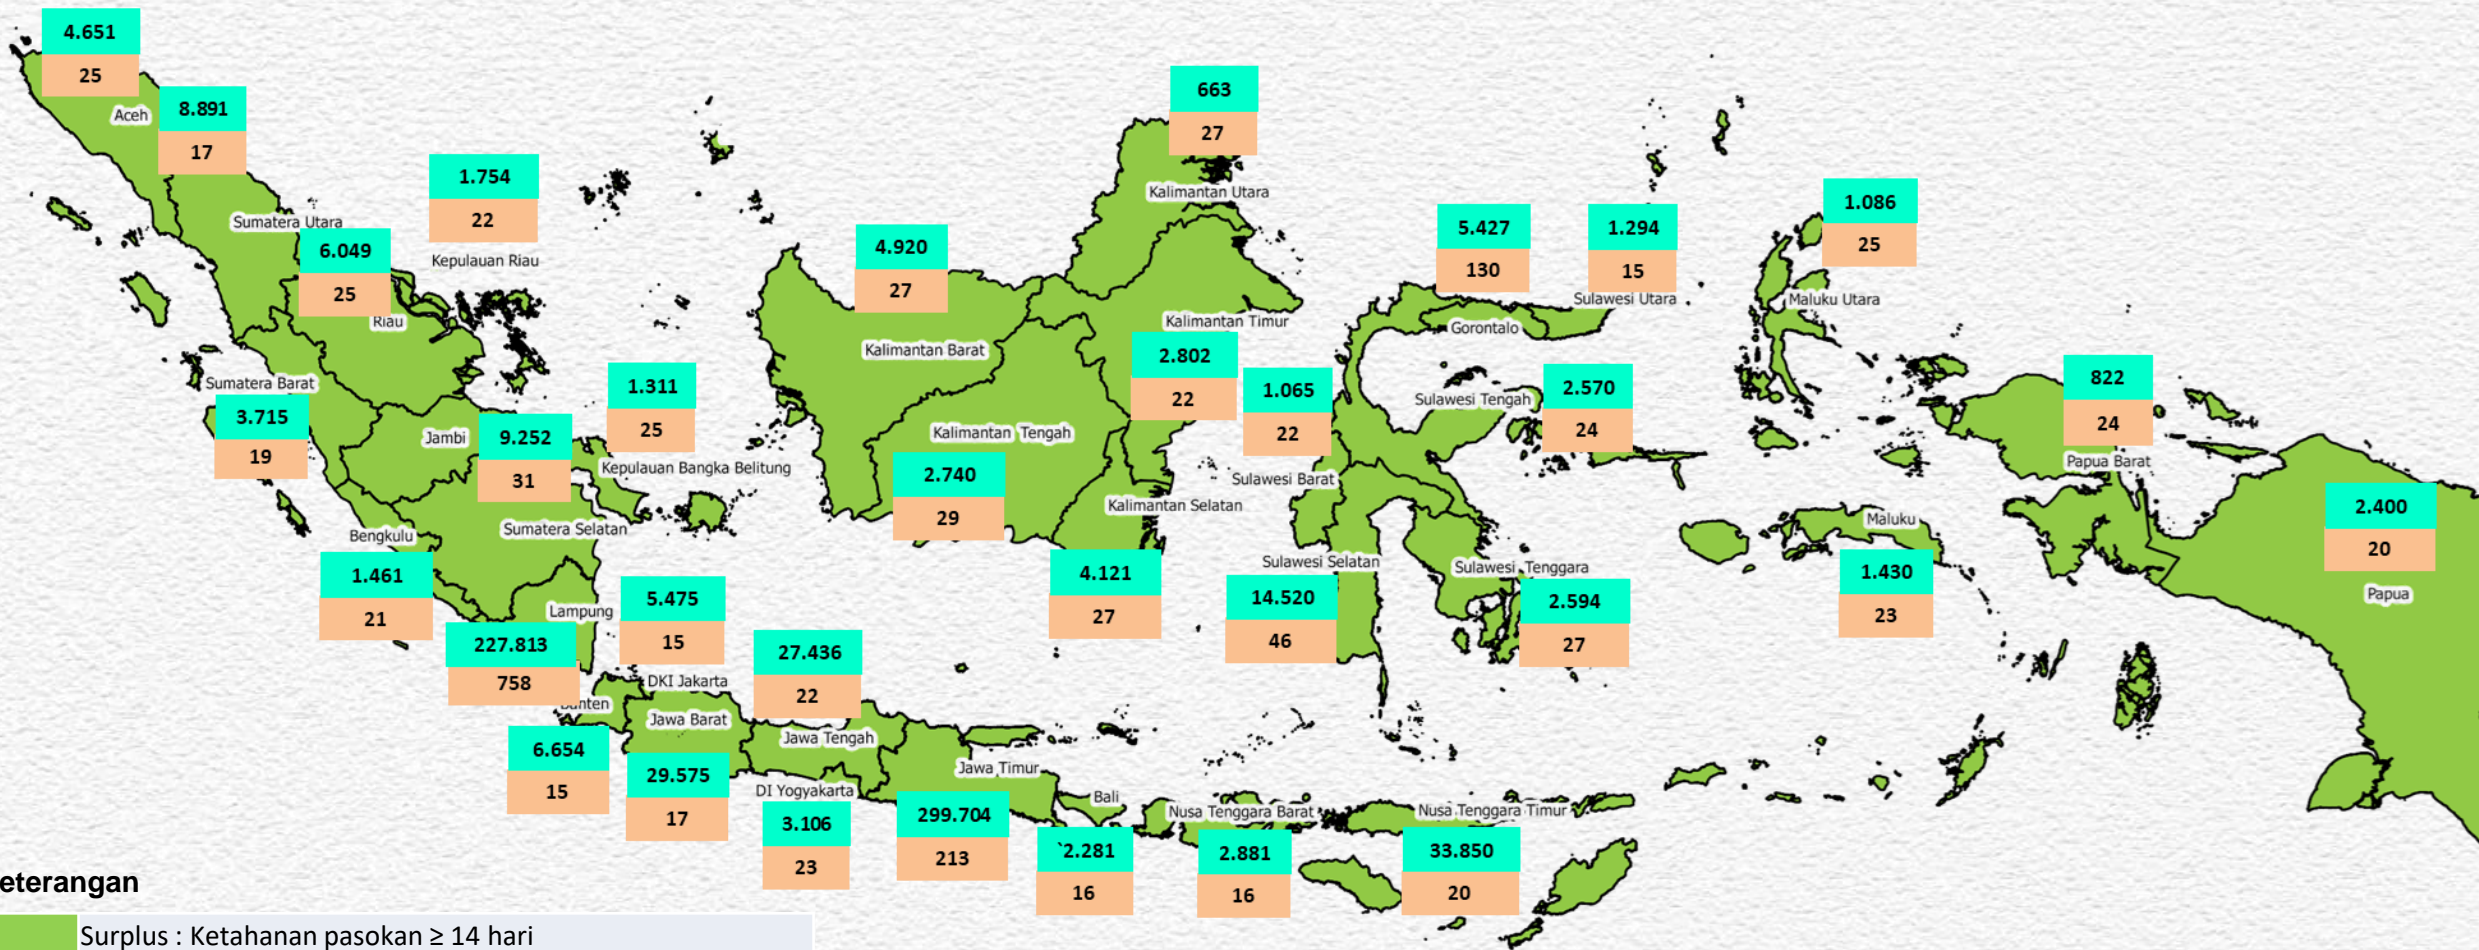 4.651
25
Aceh
8.891
17
Sumatera Utara
1.754
22
Kepulauan Riau
6.049
25
Riau
Sumatera Barat
3.715
19
Jambi
9.252
31
Sumatera Selatan
1.311
25
Kepulauan Bangka Belitung
Bengkulu
1.461
21
Lampung
227.813
758
5.475
15
DKI Jakarta
Banten
6.654
15
Jawa Barat
29.575
17
27.436
22
Jawa Tengah
DI Yogyakarta
3.106
23
Jawa Timur
299.704
213
Bali
`2.281
16
Nusa Tenggara Barat
2.881
16
Nusa Tenggara Timur
33.850
20
663
27
Kalimantan Utara
4.920
27
Kalimantan Barat
Kalimantan Timur
2.802
22
Kalimantan Tengah
2.740
29
Kalimantan Selatan
4.121
27
5.427
130
Gorontalo
1.294
15
Sulawesi Utara
Sulawesi Tengah
2.570
24
1.065
22
Sulawesi Barat
Sulawesi Selatan
14.520
46
Sulawesi Tenggara
2.594
27
1.086
25
Maluku Utara
Maluku
1.430
23
822
24
Papua Barat
2.400
20
Papua
eterangan
Surplus : Ketahanan pasokan ≥ 14 hari